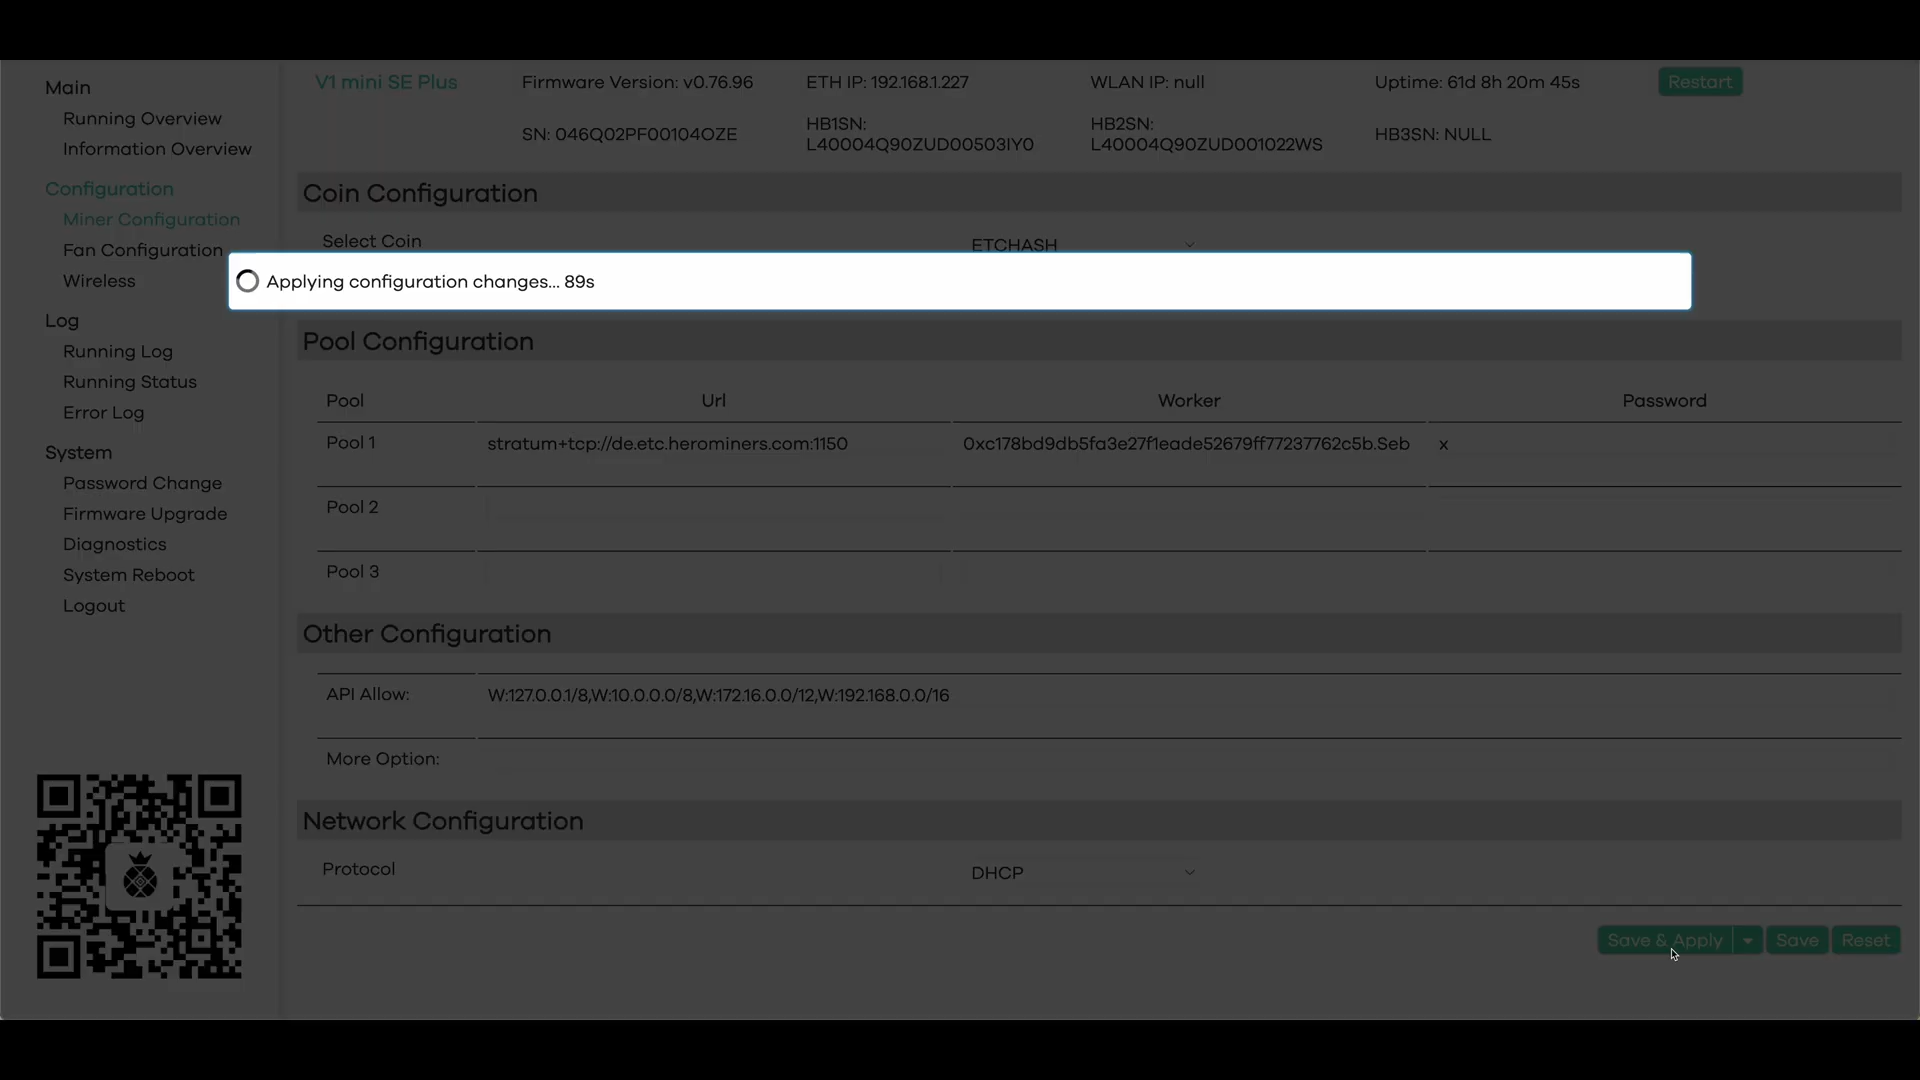 Main
Running Overview
Information Overview
Configuration
Miner Configuration
Fan Configuration
Wireless
Log
Running Log
Running Status
Error Log
System
Password Change
Firmware Upgrade
Diagnostics
System Reboot
Logout
V1 mini SE Plus
Firmware Version: v0.76.96
ETH IP: 192.168.1.227
WLAN IP: null
Uptime: 61d 8h 20m 45s
Restart
SN: 046Q02PF00104OZE
HB1SN:
L40004Q90ZUD00503IY0
HB2SN:
L40004Q90ZUD001022WS
HB3SN: NULL
Coin Configuration
Select Coin
ETCHASH
Applying configuration changes... 89s
Pool Configuration
Pool Url Worker Password
Pool 1 stratum+tcp://de.etc.herominers.com:1150 0xc178bd9db5fa3e27f1eade52679ff77237762c5b.Seb x
Pool 2
Pool 3
Other Configuration
API Allow: W:127.0.0.1/8,W:10.0.0.0/8,W:172.16.0.0/12,W:192.168.0.0/16
More Option:
Network Configuration
Protocol DHCP
Save & Apply Save Reset